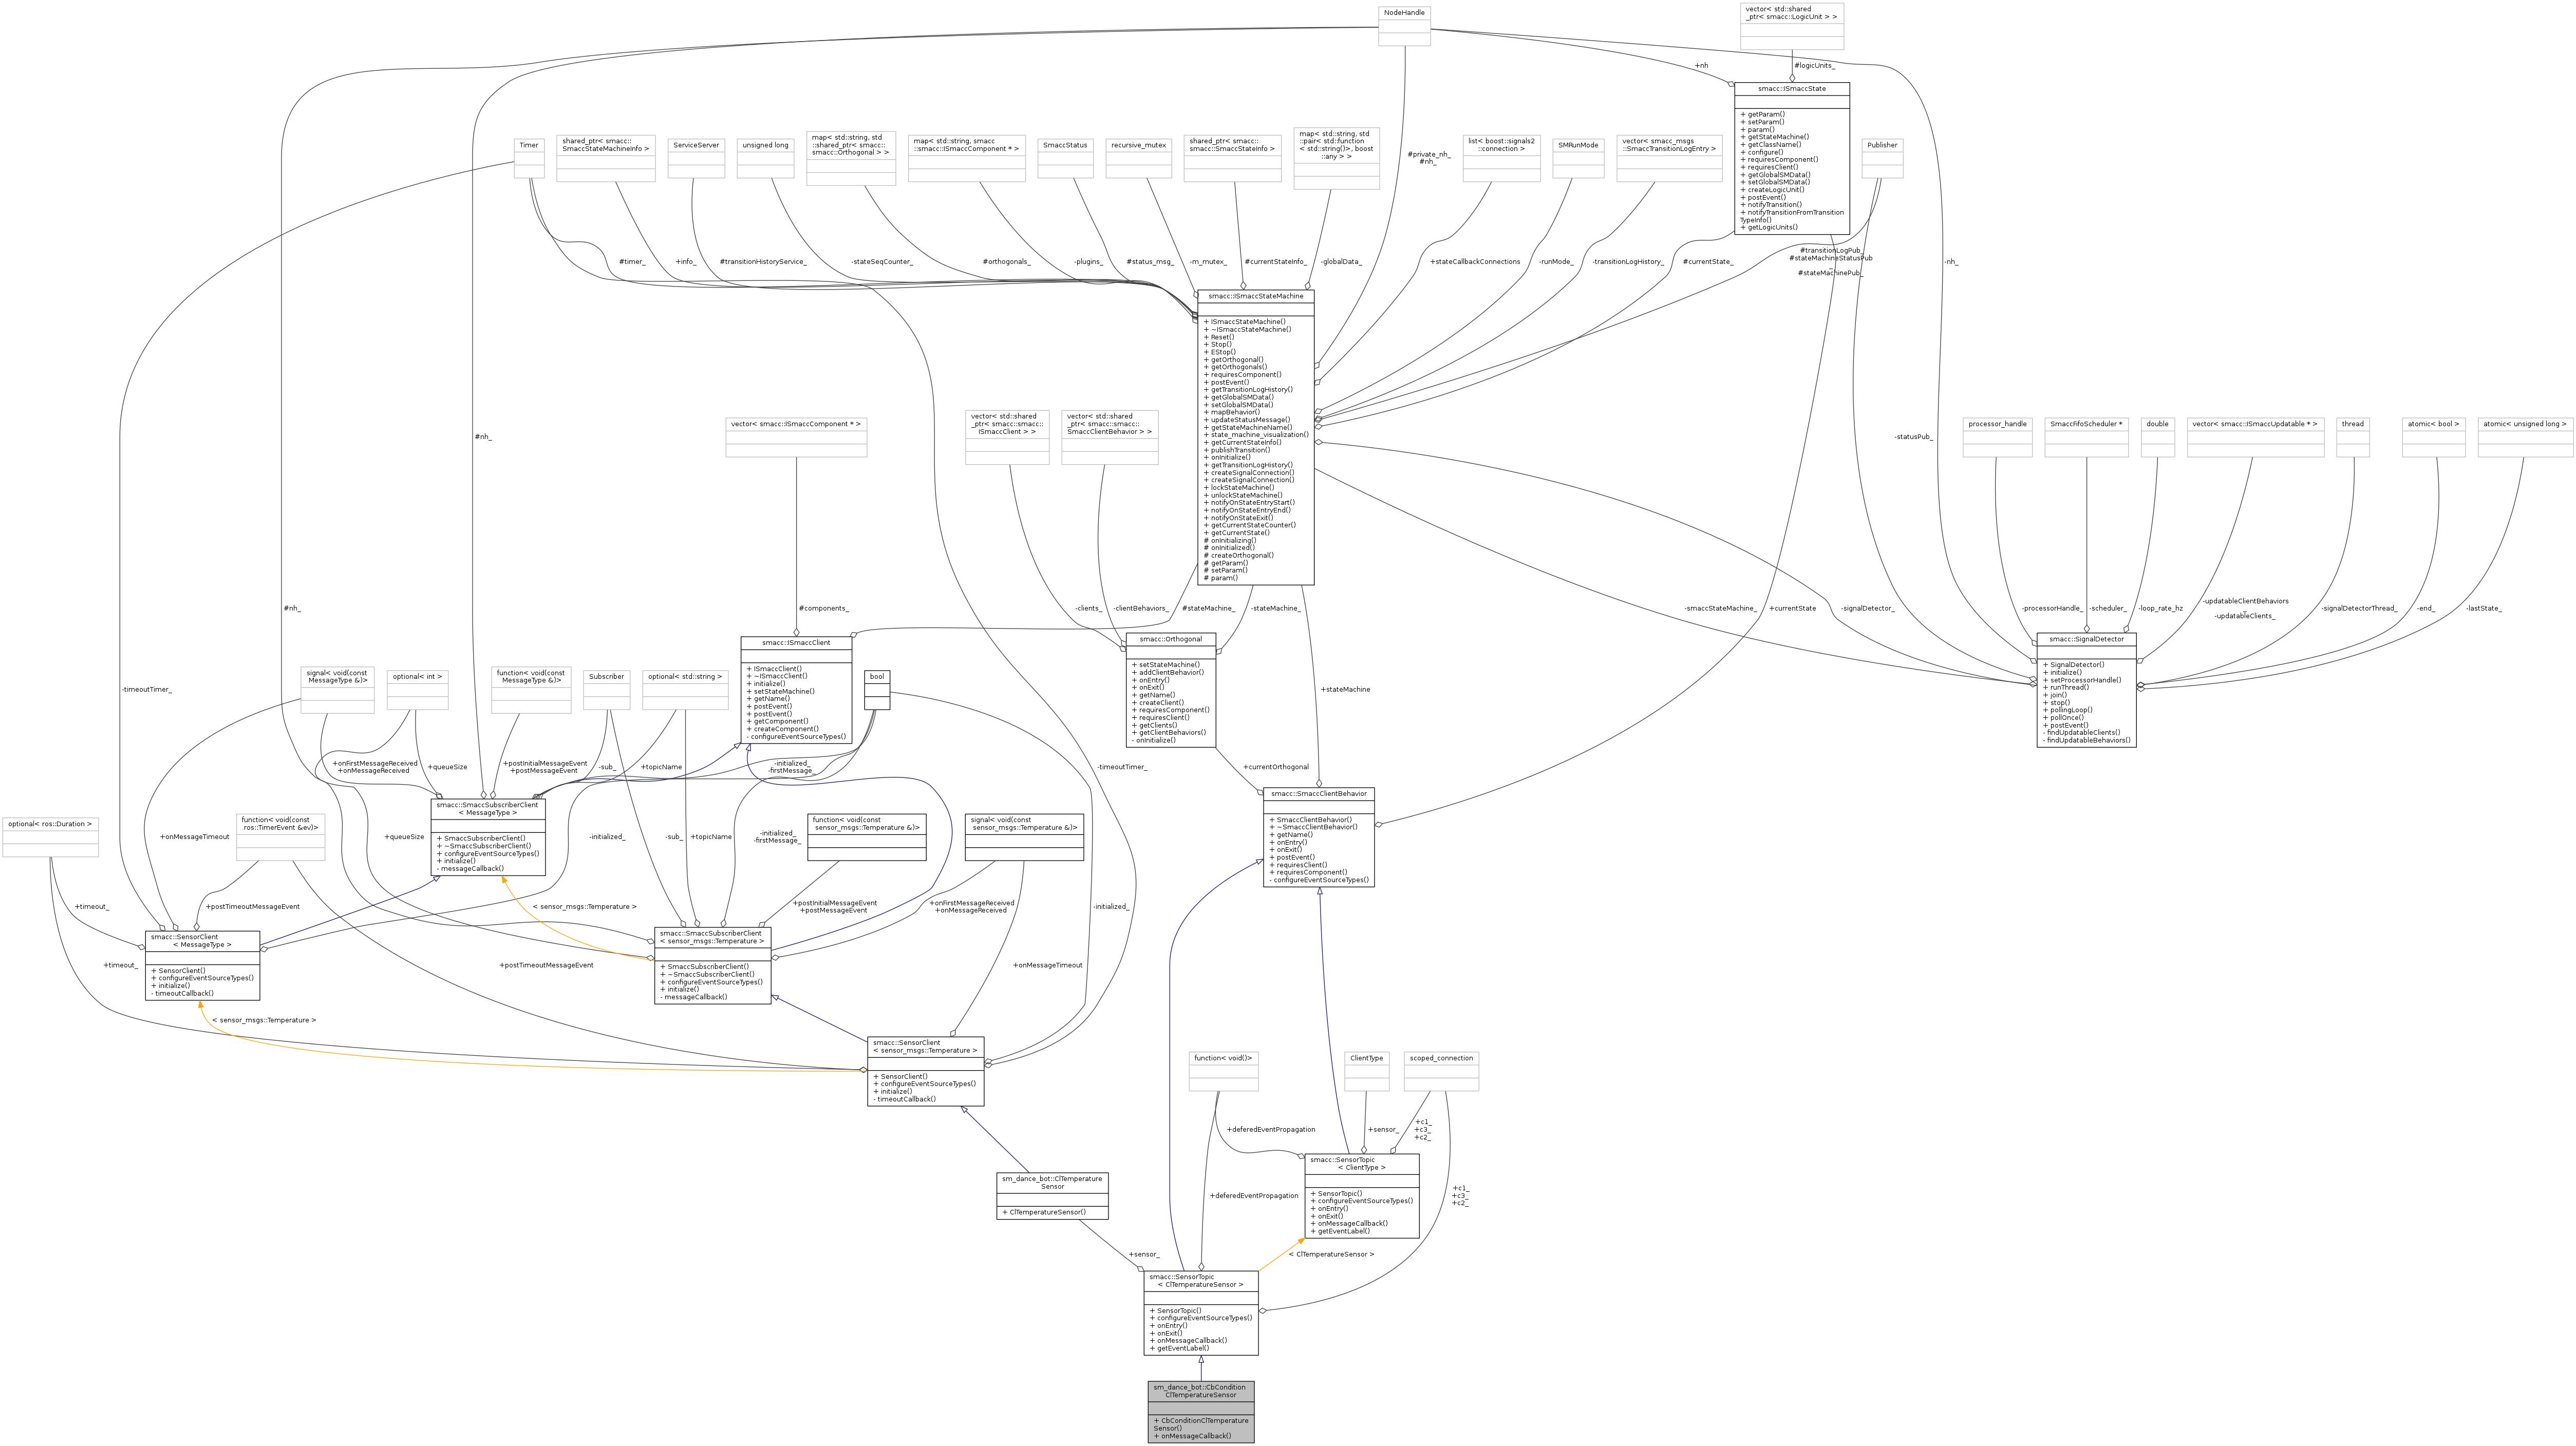 NodeHandle
vector< std::shared
_ptr< smacc::LogicUnit > >
+nh
#logicUnits_
smacc::ISmaccState
+ getParam()
+ setParam()
+ param()
+ getStateMachine()
+ getClassName()
+ configure()
+ requiresComponent()
+ requiresClient()
+ getGlobalSMData()
+ setGlobalSMData()
+ createLogicUnit()
+ postEvent()
+ notifyTransition()
+ notifyTransitionFromTransition
TypeInfo()
+ getLogicUnits()
Timer
shared_ptr< smacc::
SmaccStateMachineInfo >
ServiceServer
unsigned long
map< std::string, std
::shared_ptr< smacc::
smacc::Orthogonal > >
map< std::string, smacc
::smacc::ISmaccComponent * >
SmaccStatus
recursive_mutex
shared_ptr< smacc::
smacc::SmaccStateInfo >
map< std::string, std
::pair< std::function
< std::string()>, boost
::any > >
#private_nh_
#nh_
list< boost::signals2
::connection >
SMRunMode
vector< smacc_msgs
::SmaccTransitionLogEntry >
Publisher
#timer_
+info_
#transitionHistoryService_
-stateSeqCounter_
#orthogonals_
-plugins_
#status_msg_
-m_mutex_
#currentStateInfo_
-globalData_
+stateCallbackConnections
-runMode_
-transitionLogHistory_
#currentState_
#transitionLogPub_
#stateMachineStatusPub
_
#stateMachinePub_
-nh_
smacc::ISmaccStateMachine
+ ISmaccStateMachine()
+ ~ISmaccStateMachine()
+ Reset()
+ Stop()
+ EStop()
+ getOrthogonal()
+ getOrthogonals()
+ requiresComponent()
+ postEvent()
+ getTransitionLogHistory()
+ getGlobalSMData()
+ setGlobalSMData()
+ mapBehavior()
+ updateStatusMessage()
+ getStateMachineName()
+ state_machine_visualization()
+ getCurrentStateInfo()
+ publishTransition()
+ onInitialize()
+ getTransitionLogHistory()
+ createSignalConnection()
+ createSignalConnection()
+ lockStateMachine()
+ unlockStateMachine()
+ notifyOnStateEntryStart()
+ notifyOnStateEntryEnd()
+ notifyOnStateExit()
+ getCurrentStateCounter()
+ getCurrentState()
# onInitializing()
# onInitialized()
# createOrthogonal()
# getParam()
# setParam()
# param()
#nh_
vector< smacc::ISmaccComponent * >
vector< std::shared
_ptr< smacc::smacc::
ISmaccClient > >
vector< std::shared
_ptr< smacc::smacc::
SmaccClientBehavior > >
-statusPub_
processor_handle
SmaccFifoScheduler *
double
vector< smacc::ISmaccUpdatable * >
thread
atomic< bool >
atomic< unsigned long >
#nh_
#components_
-clients_
-clientBehaviors_
#stateMachine_
-stateMachine_
-smaccStateMachine_
+currentState
-signalDetector_
-processorHandle_
-scheduler_
-loop_rate_hz
-updatableClientBehaviors
_
-updatableClients_
-signalDetectorThread_
-end_
-lastState_
smacc::ISmaccClient
+ ISmaccClient()
+ ~ISmaccClient()
+ initialize()
+ setStateMachine()
+ getName()
+ postEvent()
+ postEvent()
+ getComponent()
+ createComponent()
- configureEventSourceTypes()
smacc::Orthogonal
+ setStateMachine()
+ addClientBehavior()
+ onEntry()
+ onExit()
+ getName()
+ createClient()
+ requiresComponent()
+ requiresClient()
+ getClients()
+ getClientBehaviors()
- onInitialize()
smacc::SignalDetector
+ SignalDetector()
+ initialize()
+ setProcessorHandle()
+ runThread()
+ join()
+ stop()
+ pollingLoop()
+ pollOnce()
+ postEvent()
- findUpdatableClients()
- findUpdatableBehaviors()
-timeoutTimer_
signal< void(const
MessageType &)>
optional< int >
function< void(const
MessageType &)>
Subscriber
optional< std::string >
bool
+stateMachine
+onFirstMessageReceived
+onMessageReceived
+queueSize
+postInitialMessageEvent
+postMessageEvent
-sub_
+topicName
-initialized_
-firstMessage_
-timeoutTimer_
+currentOrthogonal
smacc::SmaccSubscriberClient
< MessageType >
+ SmaccSubscriberClient()
+ ~SmaccSubscriberClient()
+ configureEventSourceTypes()
+ initialize()
- messageCallback()
smacc::SmaccClientBehavior
+ SmaccClientBehavior()
+ ~SmaccClientBehavior()
+ getName()
+ onEntry()
+ onExit()
+ postEvent()
+ requiresClient()
+ requiresComponent()
- configureEventSourceTypes()
optional< ros::Duration >
+onMessageTimeout
function< void(const
ros::TimerEvent &ev)>
+queueSize
-initialized_
-sub_
+topicName
-initialized_
-firstMessage_
function< void(const
sensor_msgs::Temperature &)>
signal< void(const
sensor_msgs::Temperature &)>
+timeout_
+postTimeoutMessageEvent
< sensor_msgs::Temperature >
+postInitialMessageEvent
+postMessageEvent
+onFirstMessageReceived
+onMessageReceived
-initialized_
smacc::SensorClient
< MessageType >
+ SensorClient()
+ configureEventSourceTypes()
+ initialize()
- timeoutCallback()
smacc::SmaccSubscriberClient
< sensor_msgs::Temperature >
+ SmaccSubscriberClient()
+ ~SmaccSubscriberClient()
+ configureEventSourceTypes()
+ initialize()
- messageCallback()
+timeout_
+postTimeoutMessageEvent
+onMessageTimeout
< sensor_msgs::Temperature >
smacc::SensorClient
< sensor_msgs::Temperature >
+ SensorClient()
+ configureEventSourceTypes()
+ initialize()
- timeoutCallback()
function< void()>
ClientType
scoped_connection
+deferedEventPropagation
+sensor_
+c1_
+c3_
+c2_
smacc::SensorTopic
< ClientType >
+ SensorTopic()
+ configureEventSourceTypes()
+ onEntry()
+ onExit()
+ onMessageCallback()
+ getEventLabel()
sm_dance_bot::ClTemperature
Sensor
+ ClTemperatureSensor()
+deferedEventPropagation
+c1_
+c3_
+c2_
+sensor_
< ClTemperatureSensor >
smacc::SensorTopic
< ClTemperatureSensor >
+ SensorTopic()
+ configureEventSourceTypes()
+ onEntry()
+ onExit()
+ onMessageCallback()
+ getEventLabel()
sm_dance_bot::CbCondition
ClTemperatureSensor
+ CbConditionClTemperature
Sensor()
+ onMessageCallback()